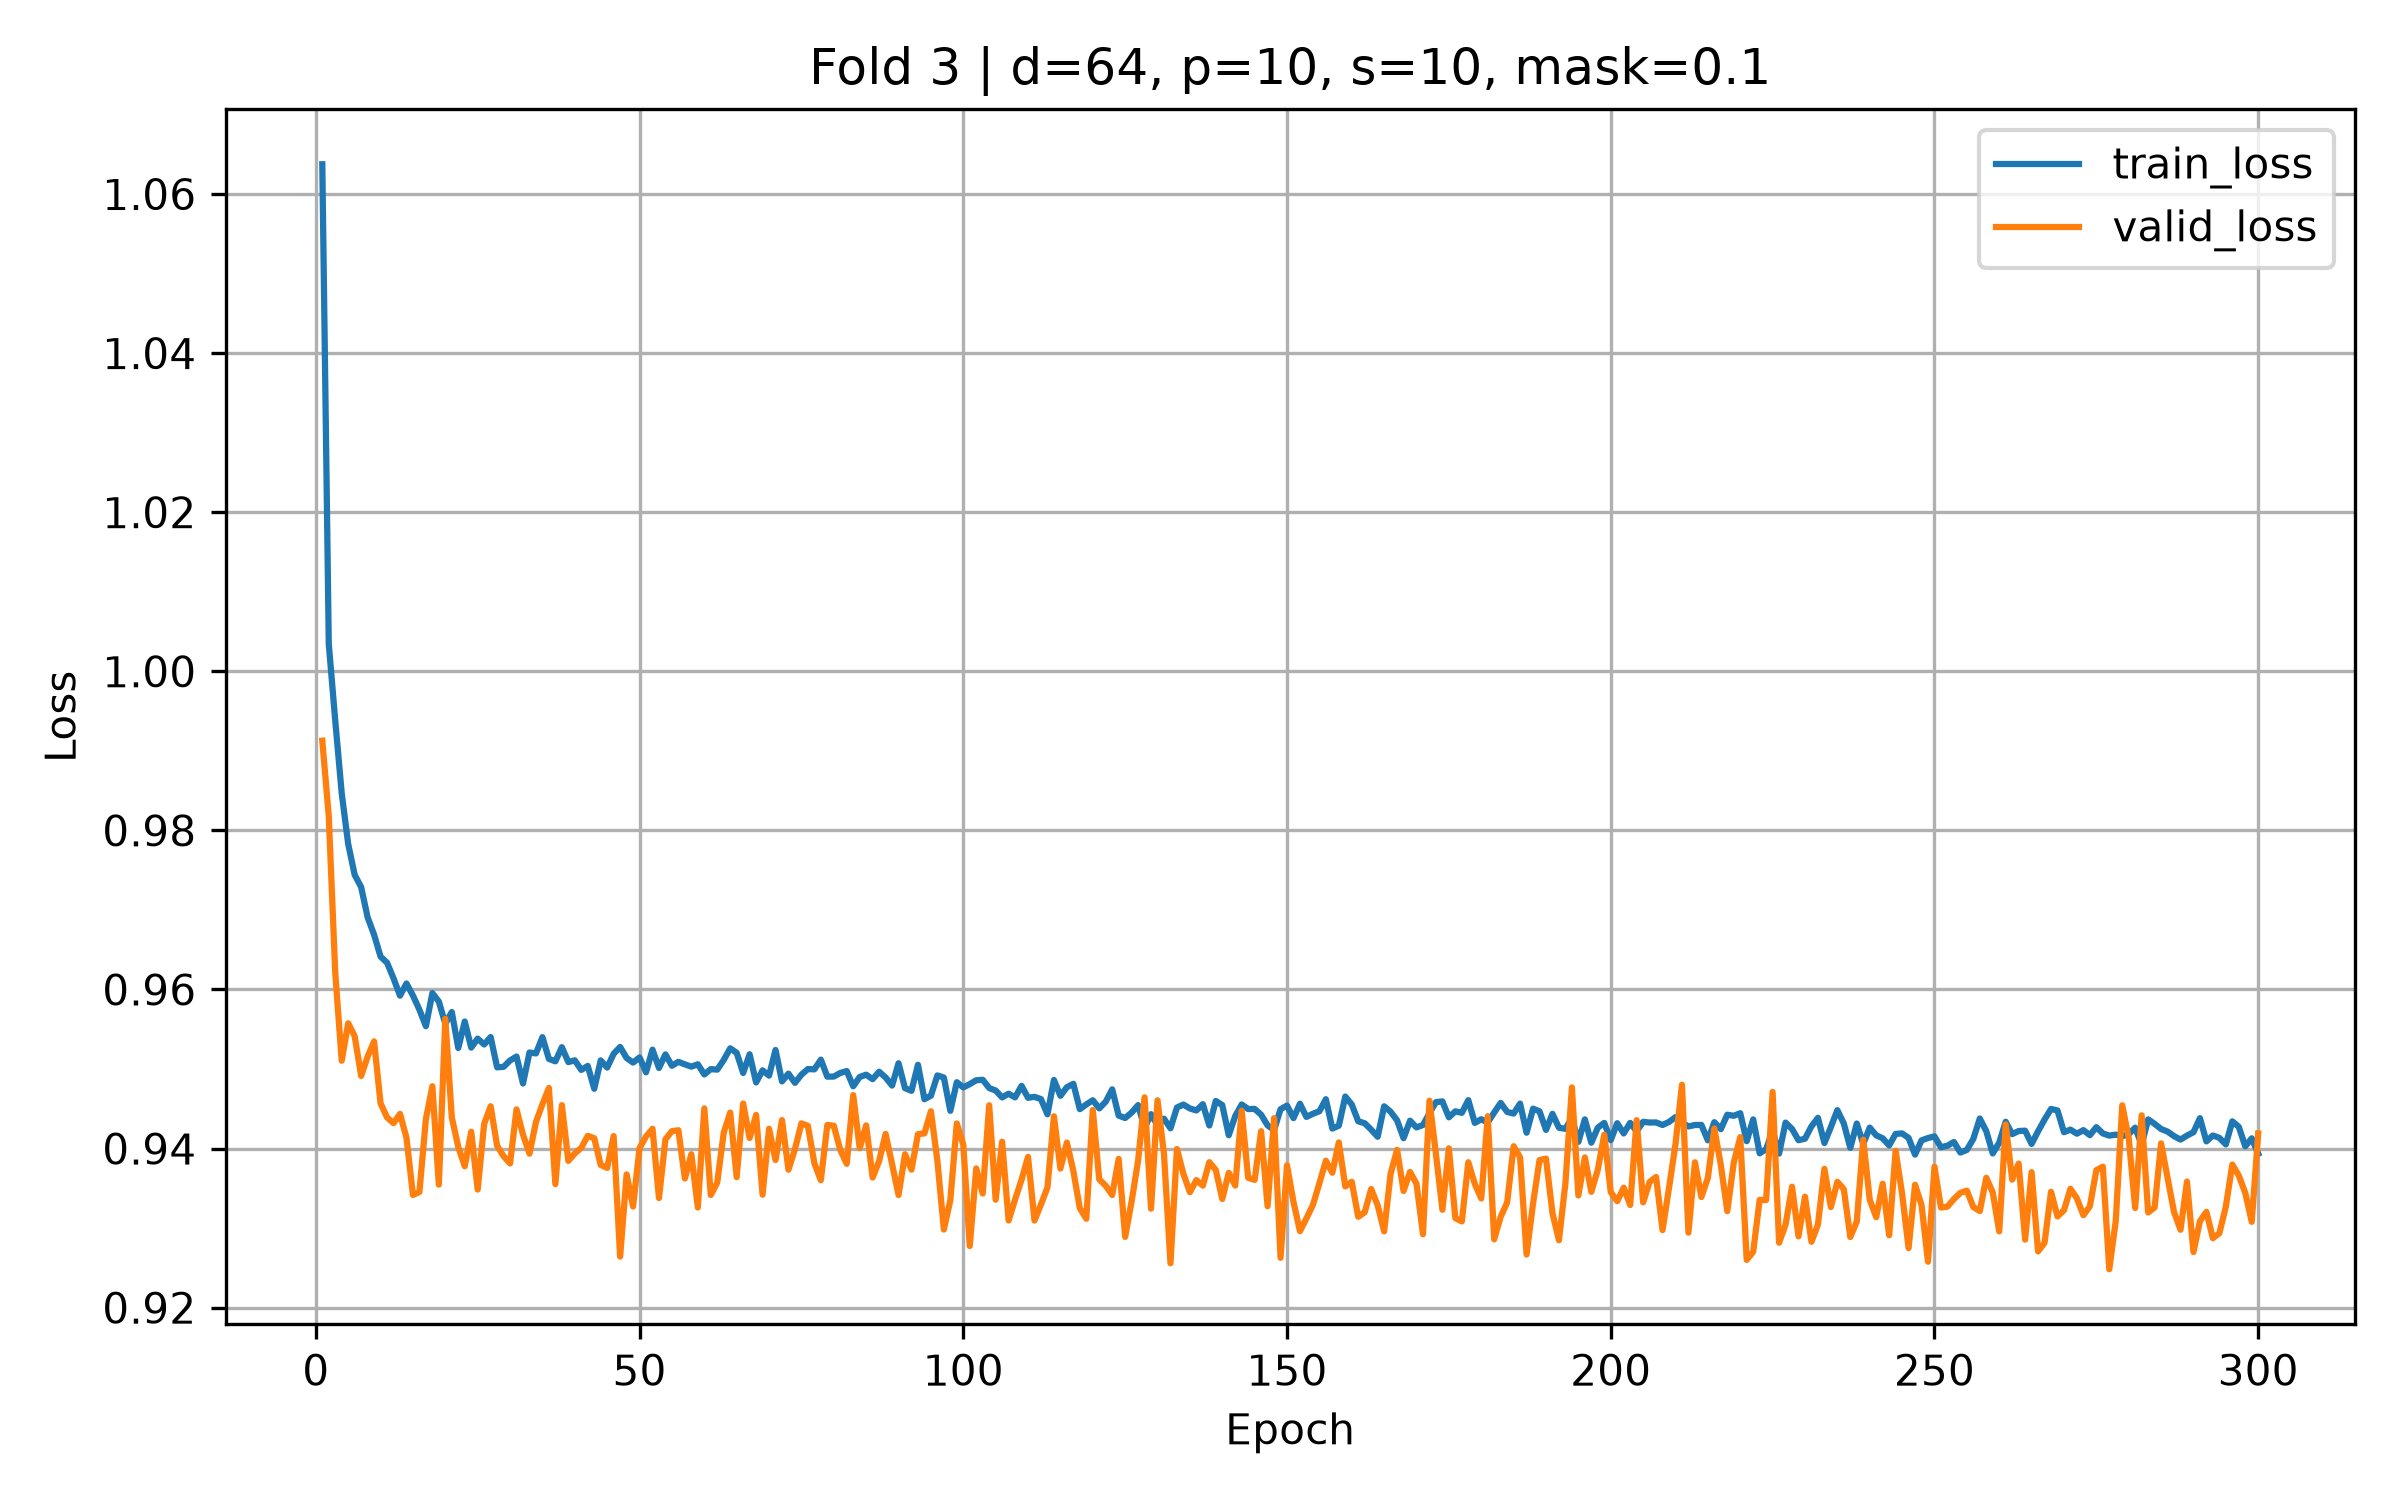 Fold 3 | d=64, p=10, s=10, mask=0.1
train_loss
valid_loss
1.06
1.04
1.02
1.00
0.98
0.96
0.94
0.92
Loss
0 50 100 150 200 250 300
Epoch